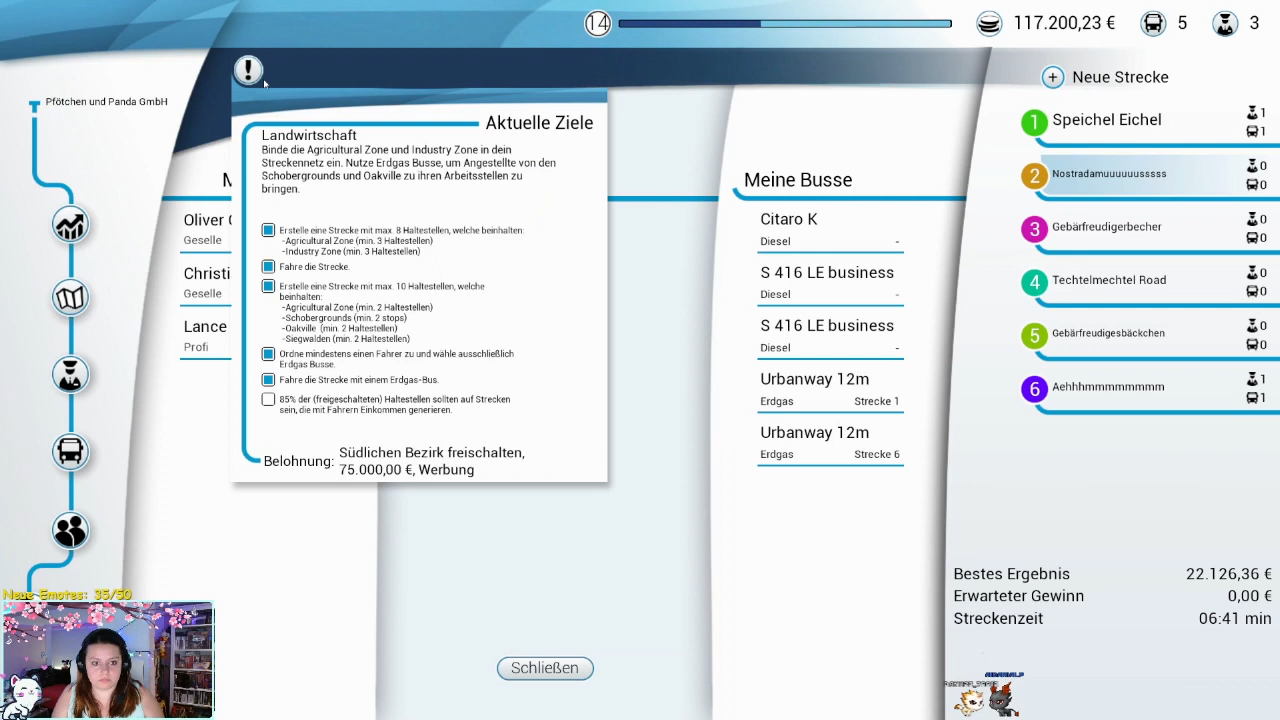 14
117.200,23 €
5
3
Pfötchen und Panda GmbH
Neue Strecke
Aktuelle Ziele
Landwirtschaft
Binde die Agricultural Zone und Industry Zone in dein
Streckennetz ein. Nutze Erdgas Busse, um Angestellte von den
Schobergrounds und Oakville zu ihren Arbeitsstellen zu
bringen.
Erstelle eine Strecke mit max. 8 Haltestellen, welche beinhalten:
-Agricultural Zone (min. 3 Haltestellen)
-Industry Zone (min. 3 Haltestellen)
Fahre die Strecke.
Erstelle eine Strecke mit max. 10 Haltestellen, welche
beinhalten:
-Agricultural Zone (min. 2 Haltestellen)
-Schobergrounds (min. 2 stops)
-Oakville (min. 2 Haltestellen)
-Siegwalden (min. 2 Haltestellen)
Ordne mindestens einen Fahrer zu und wähle ausschließlich
Erdgas Busse.
Fahre die Strecke mit einem Erdgas-Bus.
85% der (freigeschalteten) Haltestellen sollten auf Strecken
sein, die mit Fahrern Einkommen generieren.
Belohnung:
Südlichen Bezirk freischalten,
75.000,00 €, Werbung
M
Oliver
Geselle
Christi
Geselle
Lance
Profi
Meine Busse
Citaro K
Diesel -
S 416 LE business
Diesel -
S 416 LE business
Diesel -
Urbanway 12m
Erdgas Strecke 1
Urbanway 12m
Erdgas Strecke 6
1 Speichel Eichel 1
1
2 Nostradamuuuuuusssss 0
0
3 Gebärfreudigerbecher 0
0
4 Techtelmechtel Road 0
0
5 Gebärfreudigesbäckchen 0
0
6 Aehhhmmmmmmmm 1
1
Bestes Ergebnis 22.126,36 €
Erwarteter Gewinn 0,00 €
Streckenzeit 06:41 min
Schließen
Neue Emotes: 35/50